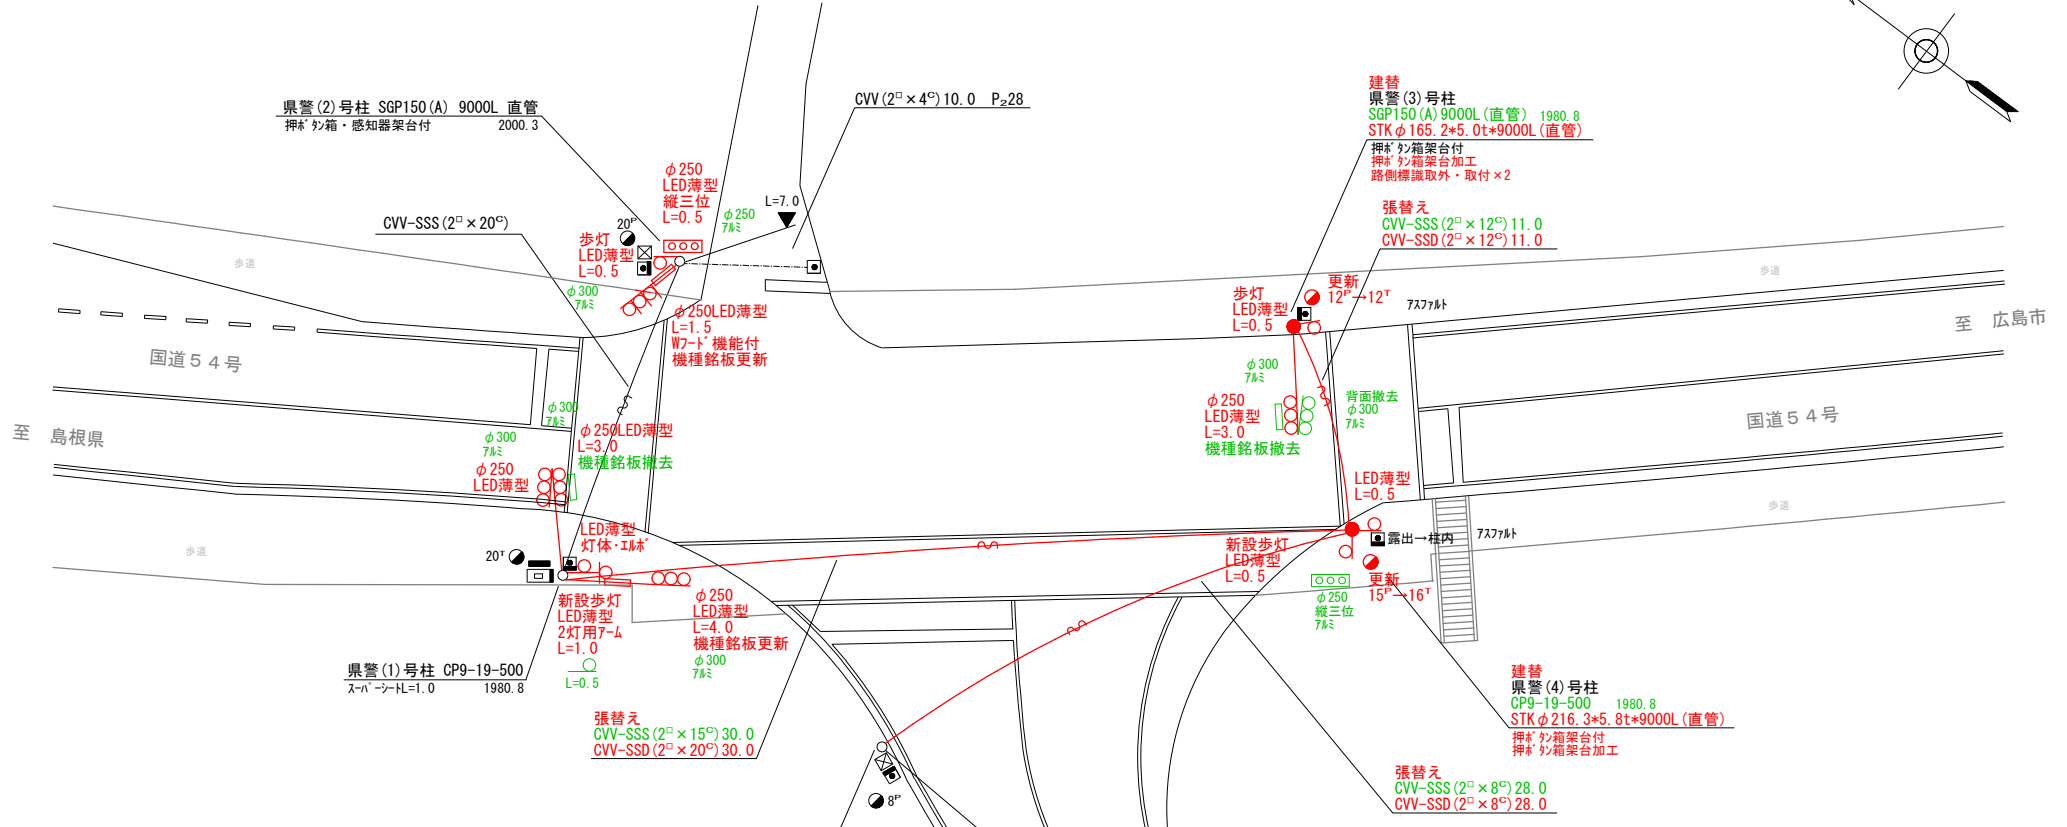 県警(2)号柱 SGP150(A) 9000L 直管
押ボタン箱・感知器架台付 2000.3
CVV(2□×4C)10.0 P₂28
建替
県警(3)号柱
SGP150(A)9000L(直管) 1980.8
STKφ165.2*5.0t*9000L(直管)
押ボタン箱架台付
押ボタン箱架台加工
路側標識取外・取付×2
φ250
LED薄型
縦三位
L=0.5
φ250
アルミ
L=7.0
CVV-SSS(2□×20C)
20P
歩灯
LED薄型
L=0.5
φ300
アルミ
φ250LED薄型
L=1.5
Wフード機能付
機種銘板更新
張替え
CVV-SSS(2□×12C)11.0
CVV-SSD(2□×12C)11.0
歩道
歩道
更新
12P→12T
歩灯
LED薄型
L=0.5
アスファルト
至 広島市
国道54号
至 島根県
φ300
アルミ
φ250LED薄型
L=3.0
機種銘板撤去
φ300
アルミ
φ250
LED薄型
φ300
アルミ
φ250
LED薄型
L=3.0
機種銘板撤去
背面撤去
φ300
アルミ
国道54号
LED薄型
L=0.5
歩道
歩道
アスファルト
露出→柱内
LED薄型
灯体・エルボ
20T
新設歩灯
LED薄型
2灯用アーム
L=1.0
L=0.5
φ250
LED薄型
L=4.0
機種銘板更新
φ300
アルミ
新設歩灯
LED薄型
L=0.5
φ250
縦三位
アルミ
更新
15P→16T
県警(1)号柱 CP9-19-500
スーパーシートL=1.0 1980.8
張替え
CVV-SSS(2□×15C)30.0
CVV-SSD(2□×20C)30.0
建替
県警(4)号柱
CP9-19-500 1980.8
STKφ216.3*5.8t*9000L(直管)
押ボタン箱架台付
押ボタン箱架台加工
張替え
CVV-SSS(2□×8C)28.0
CVV-SSD(2□×8C)28.0
8P